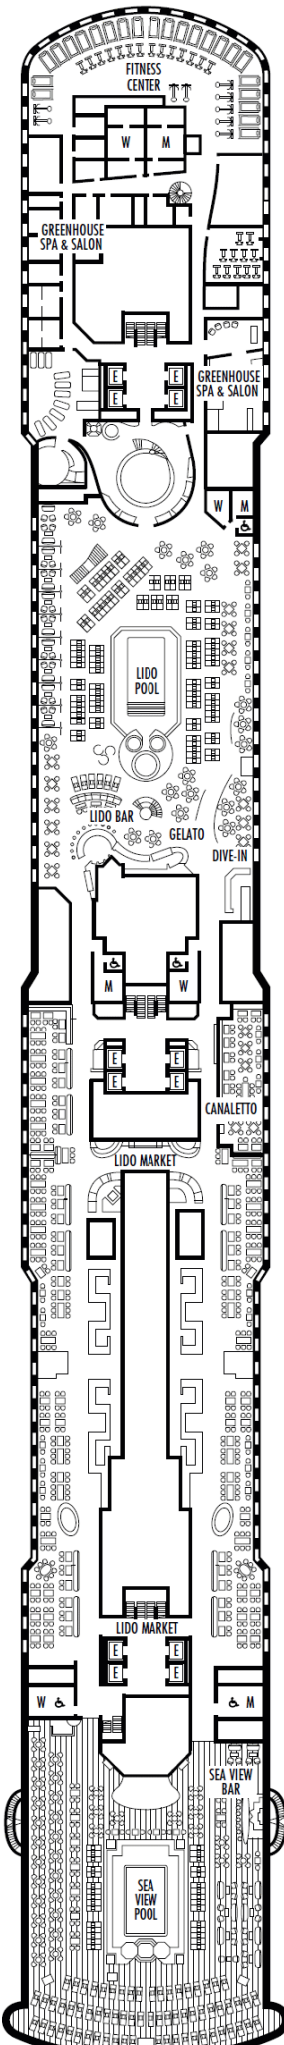 FITNESS
CENTER
W M
GREENHOUSE
SPA & SALON
E E
E E
GREENHOUSE
SPA & SALON
W M
LIDO
POOL
LIDO BAR
GELATO
DIVE-IN
M W
E E
E E
CANALETTO
LIDO MARKET
LIDO MARKET
E E
E E
W M
SEA VIEW
BAR
SEA
VIEW
POOL